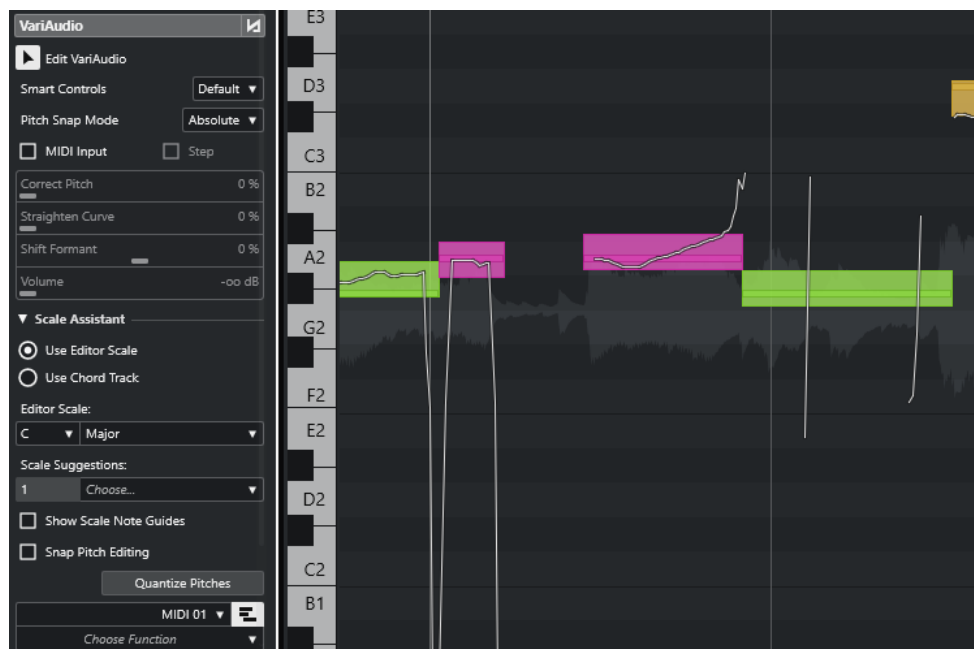 VariAudio
Edit VariAudio
Smart Controls Default ▼
Pitch Snap Mode Absolute ▼
MIDI Input Step
Correct Pitch 0 %
Straighten Curve 0 %
Shift Formant 0 %
Volume -oo dB
▼ Scale Assistant
Use Editor Scale
Use Chord Track
Editor Scale:
C ▼ Major ▼
Scale Suggestions:
1 Choose... ▼
Show Scale Note Guides
Snap Pitch Editing
Quantize Pitches
MIDI 01 ▼
Choose Function ▼
E3
D3
C3
B2
A2
G2
F2
E2
D2
C2
B1